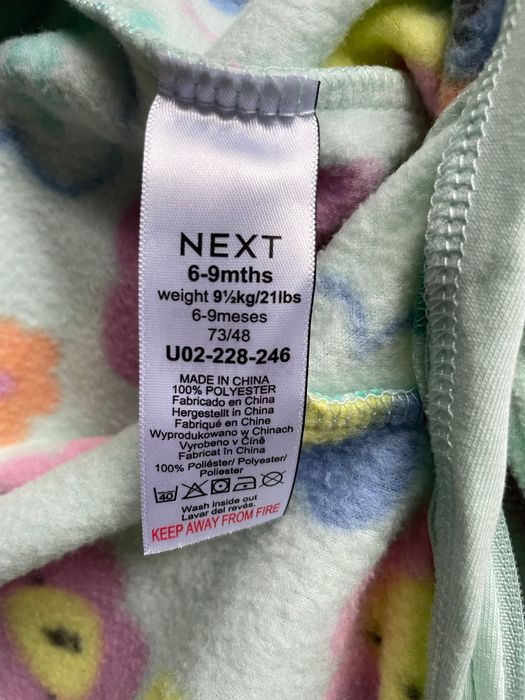 NEXT
6-9mths
weight 9½kg/21lbs
6-9meses
73/48
U02-228-246
MADE IN CHINA
100% POLYESTER
Fabricado en China
Hergestellt in China
Fabriqué en Chine
Wyprodukowano w Chinach
Vyrobeno v Číně
Fabricat în China
100% Poliéster/ Polyester/
Poliester
40
Wash inside out
Lavar del revés.
KEEP AWAY FROM FIRE